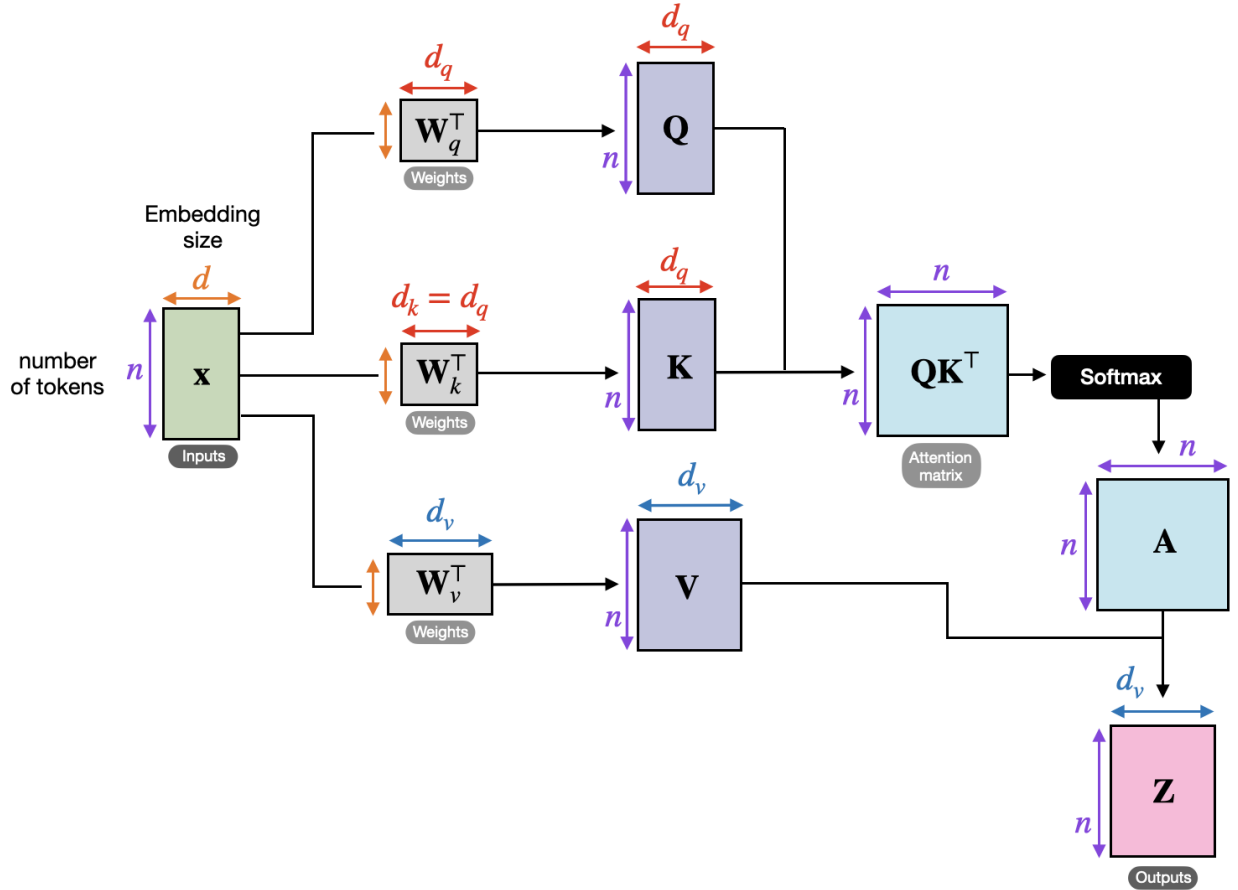 d_q
d_q
W_q^⊤
Q
n
Weights
Embedding
size
d
d_k = d_q
d_q
n
number
of tokens
n
x
W_k^⊤
K
n
QK^⊤
n
Softmax
Inputs
Weights
Attention
matrix
n
d_v
d_v
n
A
W_v^⊤
V
n
Weights
d_v
Z
n
Outputs